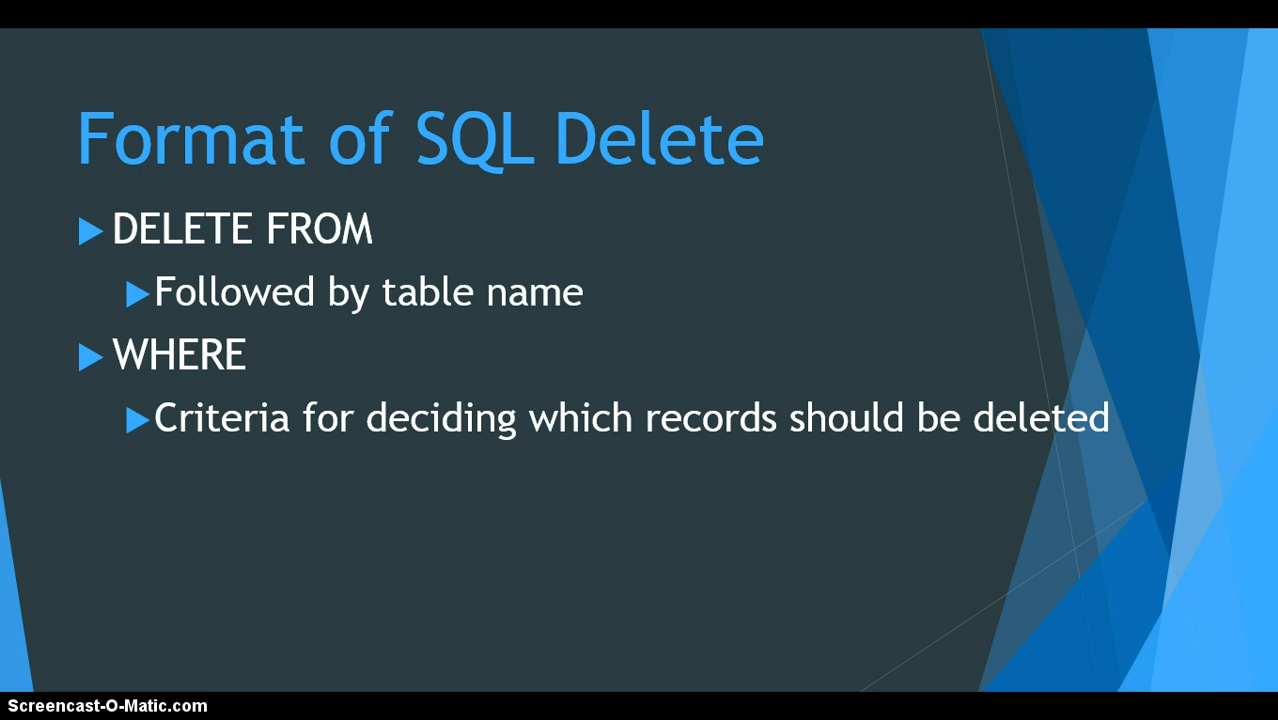 Format of SQL Delete
DELETE FROM
Followed by table name
WHERE
Criteria for deciding which records should be deleted
Screencast-O-Matic.com